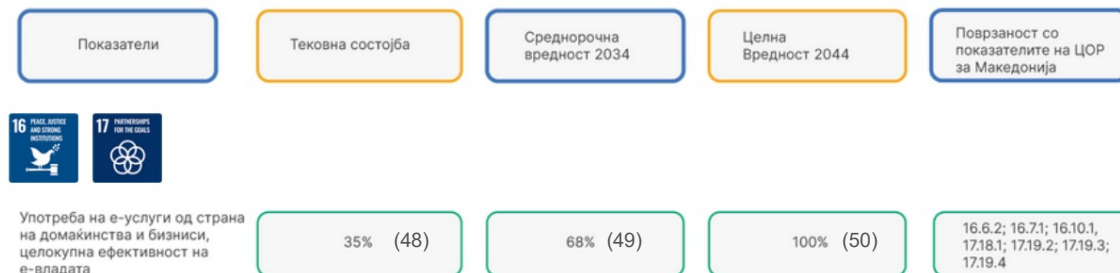 Показатели
Тековна состојба
Среднорочна
вредност 2034
Целна
Вредност 2044
Поврзаност со
показателите на ЦОР
за Македонија
16 PEACE, JUSTICE
AND STRONG
INSTITUTIONS
17 PARTNERSHIPS
FOR THE GOALS
Употреба на е-услуги од страна
на домаќинства и бизниси,
целокупна ефективност на
е-владата
35% (48)
68% (49)
100% (50)
16.6.2; 16.7.1; 16.10.1,
17.18.1; 17.19.2; 17.19.3;
17.19.4